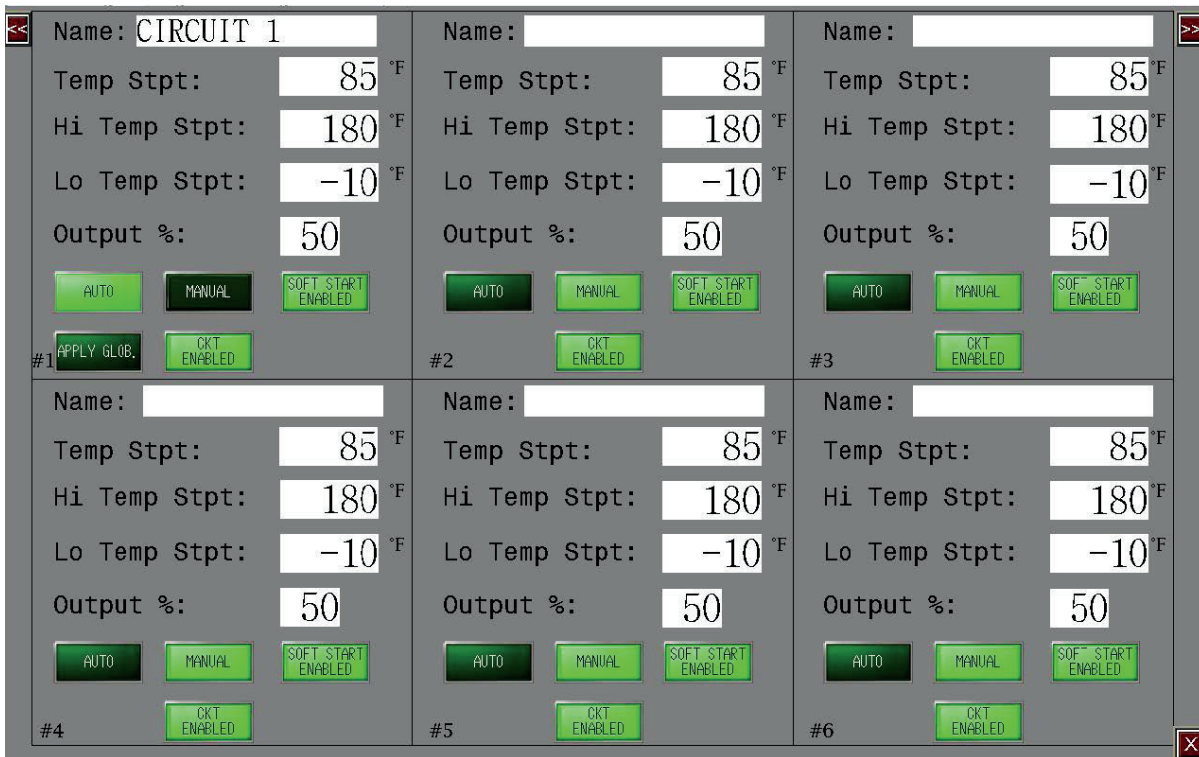 << Name: CIRCUIT 1 Name: Name: >>
Temp Stpt: 85 °F Temp Stpt: 85 °F Temp Stpt: 85 °F
Hi Temp Stpt: 180 °F Hi Temp Stpt: 180 °F Hi Temp Stpt: 180 °F
Lo Temp Stpt: -10 °F Lo Temp Stpt: -10 °F Lo Temp Stpt: -10 °F
Output %: 50 Output %: 50 Output %: 50
AUTO MANUAL SOFT START AUTO MANUAL SOFT START AUTO MANUAL SOFT START
ENABLED ENABLED ENABLED
#1 APPLY GLOB. CKT #2 CKT #3 CKT
ENABLED ENABLED ENABLED
Name: Name: Name:
Temp Stpt: 85 °F Temp Stpt: 85 °F Temp Stpt: 85 °F
Hi Temp Stpt: 180 °F Hi Temp Stpt: 180 °F Hi Temp Stpt: 180 °F
Lo Temp Stpt: -10 °F Lo Temp Stpt: -10 °F Lo Temp Stpt: -10 °F
Output %: 50 Output %: 50 Output %: 50
AUTO MANUAL SOFT START AUTO MANUAL SOFT START AUTO MANUAL SOFT START
ENABLED ENABLED ENABLED
#4 CKT #5 CKT #6 CKT
ENABLED ENABLED ENABLED
X